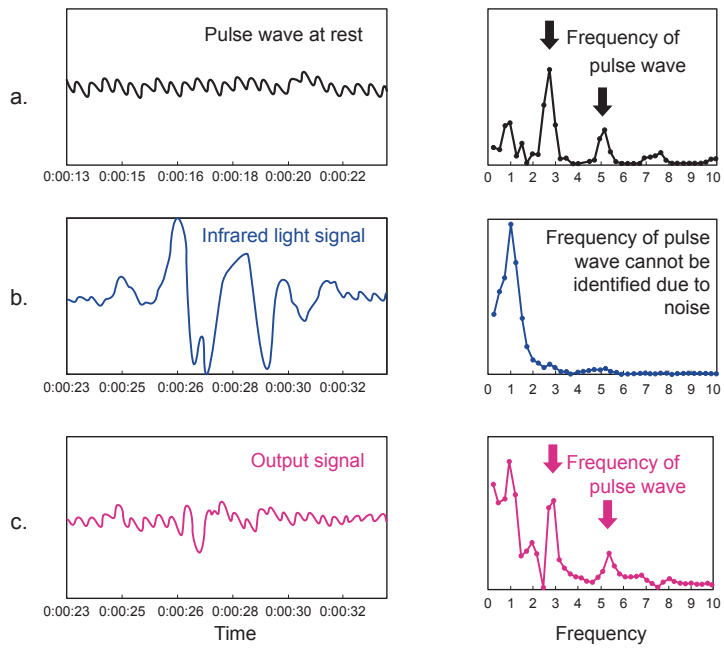 a.
Pulse wave at rest
0:00:13 0:00:15 0:00:16 0:00:18 0:00:20 0:00:22
Frequency of
pulse wave
0 1 2 3 4 5 6 7 8 9 10
b.
Infrared light signal
0:00:23 0:00:25 0:00:26 0:00:28 0:00:30 0:00:32
Frequency of pulse
wave cannot be
identified due to
noise
0 1 2 3 4 5 6 7 8 9 10
c.
Output signal
0:00:23 0:00:25 0:00:26 0:00:28 0:00:30 0:00:32
Time
Frequency of
pulse wave
0 1 2 3 4 5 6 7 8 9 10
Frequency